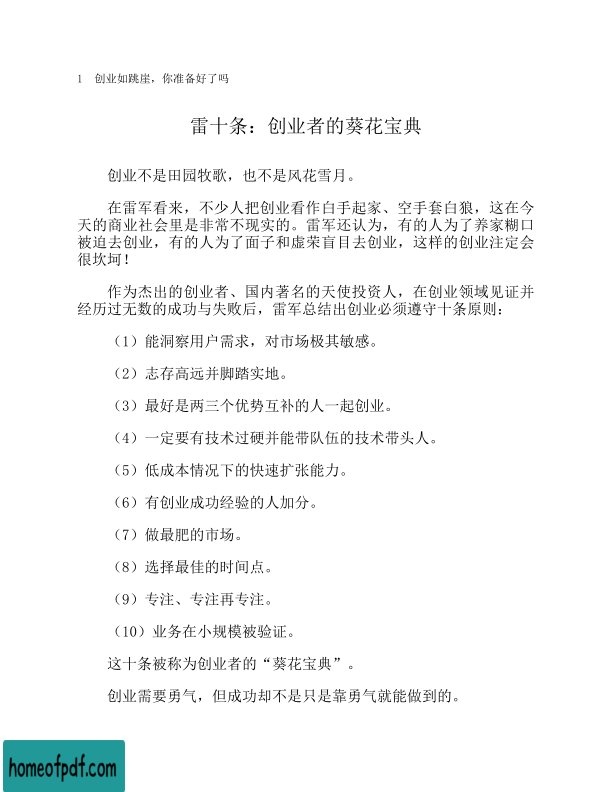 1 创业如跳崖，你准备好了吗
雷十条：创业者的葵花宝典
创业不是田园牧歌，也不是风花雪月。
在雷军看来，不少人把创业看作白手起家、空手套白狼，这在今
天的商业社会里是非常不现实的。雷军还认为，有的人为了养家糊口
被迫去创业，有的人为了面子和虚荣盲目去创业，这样的创业注定会
很坎坷！
作为杰出的创业者、国内著名的天使投资人，在创业领域见证并
经历过无数的成功与失败后，雷军总结出创业必须遵守十条原则：
（1）能洞察用户需求，对市场极其敏感。
（2）志存高远并脚踏实地。
（3）最好是两三个优势互补的人一起创业。
（4）一定要有技术过硬并能带队伍的技术带头人。
（5）低成本情况下的快速扩张能力。
（6）有创业成功经验的人加分。
（7）做最肥的市场。
（8）选择最佳的时间点。
（9）专注、专注再专注。
（10）业务在小规模被验证。
这十条被称为创业者的“葵花宝典”。
创业需要勇气，但成功却不是只是靠勇气就能做到的。
homeofpdf.com